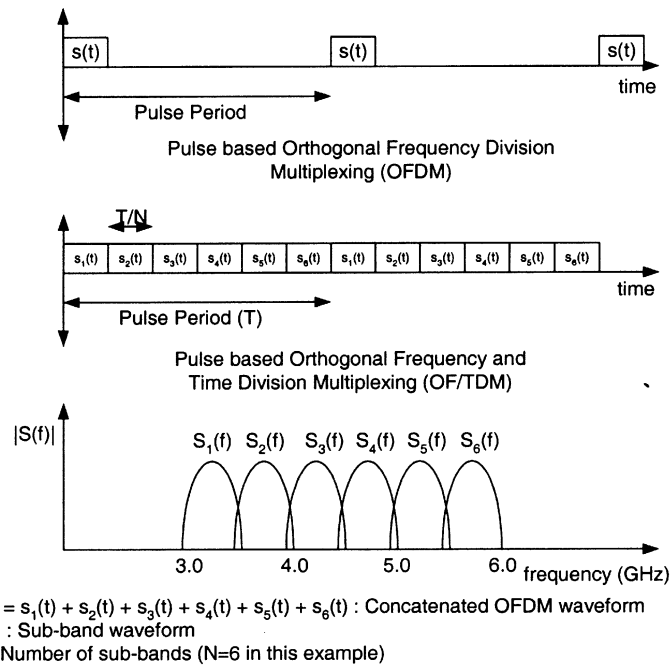 s(t) s(t) s(t)
time
Pulse Period
Pulse based Orthogonal Frequency Division
Multiplexing (OFDM)
T/N
s₁(t) s₂(t) s₃(t) s₄(t) s₅(t) s₆(t) s₁(t) s₂(t) s₃(t) s₄(t) s₅(t) s₆(t)
time
Pulse Period (T)
Pulse based Orthogonal Frequency and
Time Division Multiplexing (OF/TDM)
|S(f)|
S₁(f) S₂(f) S₃(f) S₄(f) S₅(f) S₆(f)
3.0 4.0 5.0 6.0 frequency (GHz)
= s₁(t) + s₂(t) + s₃(t) + s₄(t) + s₅(t) + s₆(t) : Concatenated OFDM waveform
: Sub-band waveform
Number of sub-bands (N=6 in this example)